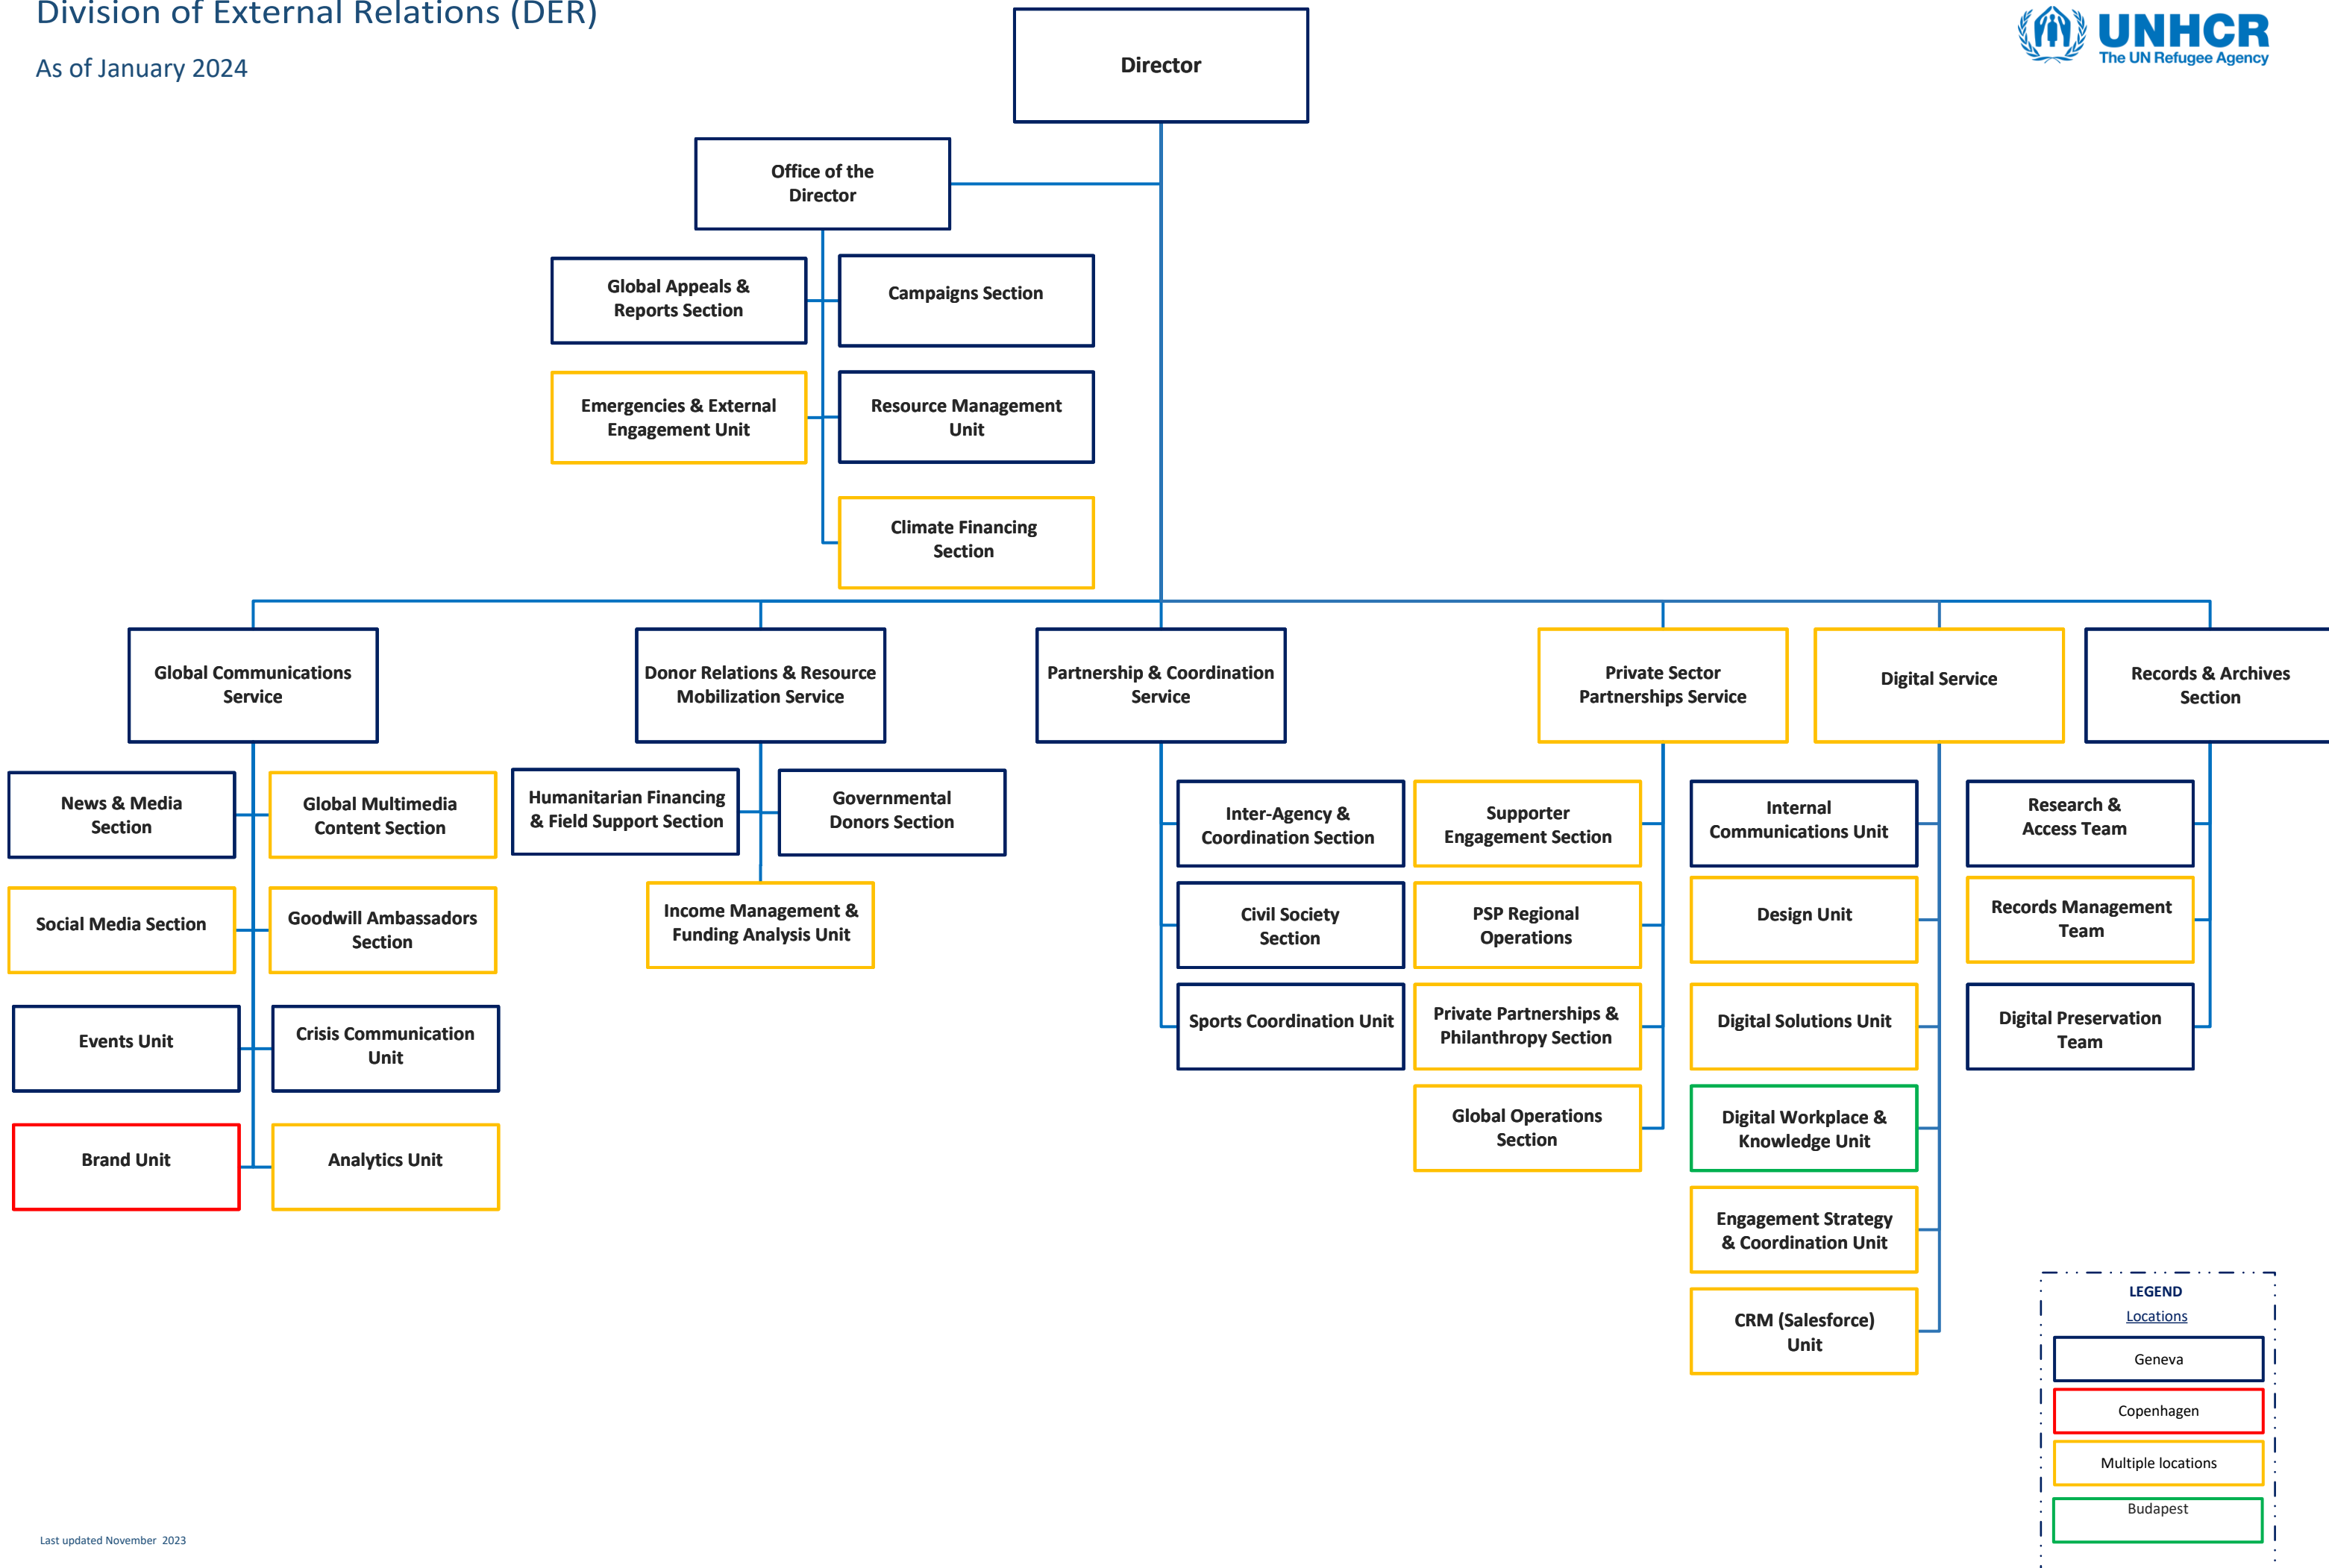 Division of External Relations (DER)
As of January 2024
UNHCR
The UN Refugee Agency
Director
Office of the
Director
Global Appeals &
Reports Section
Campaigns Section
Emergencies & External
Engagement Unit
Resource Management
Unit
Climate Financing
Section
Global Communications
Service
Donor Relations & Resource
Mobilization Service
Partnership & Coordination
Service
Private Sector
Partnerships Service
Digital Service
Records & Archives
Section
News & Media
Section
Global Multimedia
Content Section
Social Media Section
Goodwill Ambassadors
Section
Events Unit
Crisis Communication
Unit
Brand Unit
Analytics Unit
Humanitarian Financing
& Field Support Section
Governmental
Donors Section
Income Management &
Funding Analysis Unit
Inter-Agency &
Coordination Section
Civil Society
Section
Sports Coordination Unit
Supporter
Engagement Section
PSP Regional
Operations
Private Partnerships &
Philanthropy Section
Global Operations
Section
Internal
Communications Unit
Design Unit
Digital Solutions Unit
Digital Workplace &
Knowledge Unit
Engagement Strategy
& Coordination Unit
CRM (Salesforce)
Unit
Research &
Access Team
Records Management
Team
Digital Preservation
Team
LEGEND
Locations
Geneva
Copenhagen
Multiple locations
Budapest
Last updated November 2023